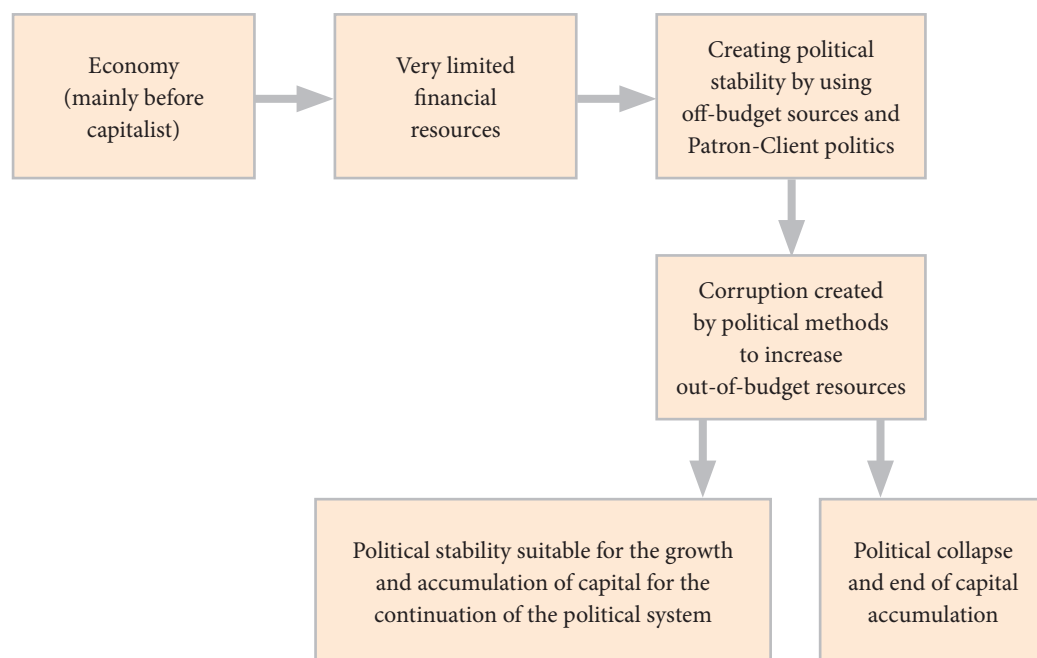 Economy
(mainly before
capitalist)
Very limited
financial
resources
Creating political
stability by using
off-budget sources and
Patron-Client politics
Corruption created
by political methods
to increase
out-of-budget resources
Political stability suitable for the growth
and accumulation of capital for the
continuation of the political system
Political collapse
and end of capital
accumulation